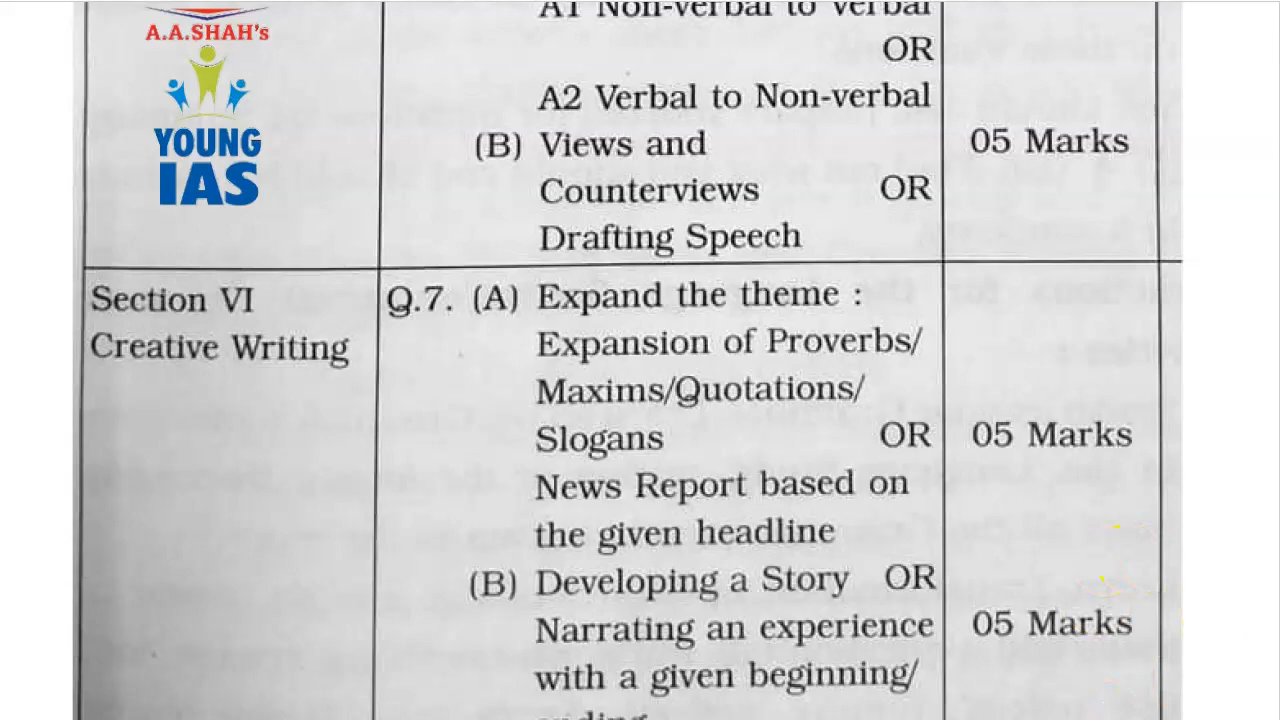 A.A.SHAH's
YOUNG
IAS
A1 Non-verbal to verbal
OR
A2 Verbal to Non-verbal
(B) Views and 05 Marks
Counterviews OR
Drafting Speech
Section VI Q.7. (A) Expand the theme :
Creative Writing Expansion of Proverbs/
Maxims/Quotations/
Slogans OR 05 Marks
News Report based on
the given headline
(B) Developing a Story OR
Narrating an experience 05 Marks
with a given beginning/
ending